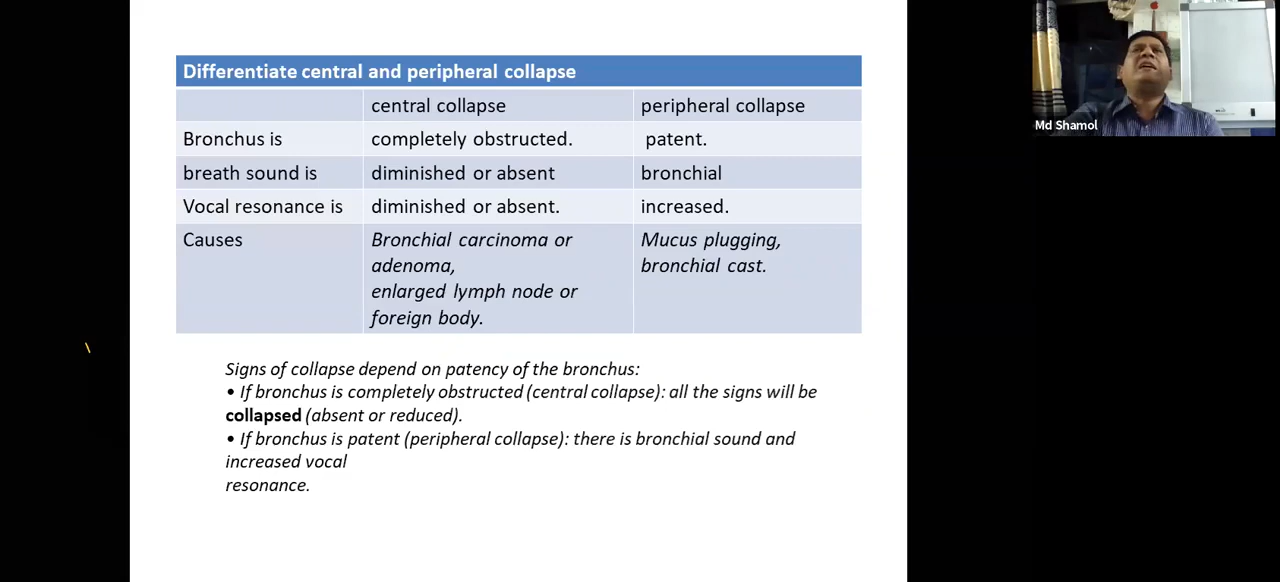 Differentiate central and peripheral collapse
central collapse peripheral collapse
Bronchus is completely obstructed. patent.
breath sound is diminished or absent bronchial
Vocal resonance is diminished or absent. increased.
Causes Bronchial carcinoma or Mucus plugging,
adenoma, bronchial cast.
enlarged lymph node or
foreign body.
Signs of collapse depend on patency of the bronchus:
• If bronchus is completely obstructed (central collapse): all the signs will be
collapsed (absent or reduced).
• If bronchus is patent (peripheral collapse): there is bronchial sound and
increased vocal
resonance.
Md Shamol